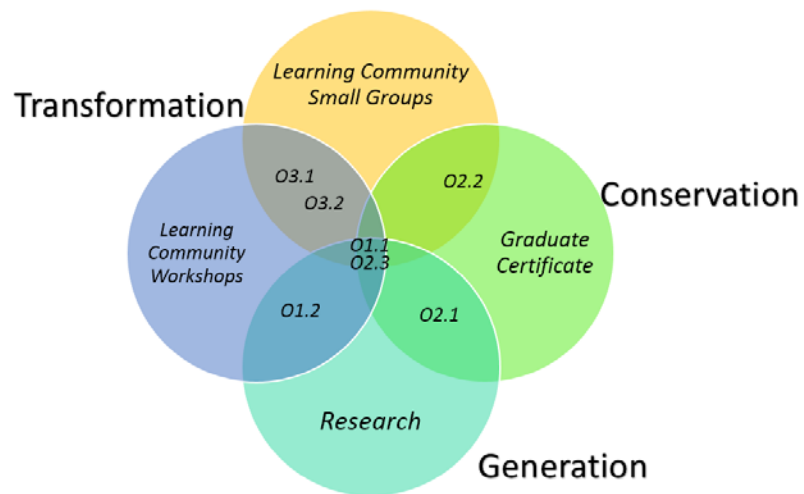 Learning Community
Small Groups
Transformation
O3.1
O2.2
O3.2
Conservation
Learning
Community
Workshops
O1.1
O2.3
Graduate
Certificate
O1.2
O2.1
Research
Generation